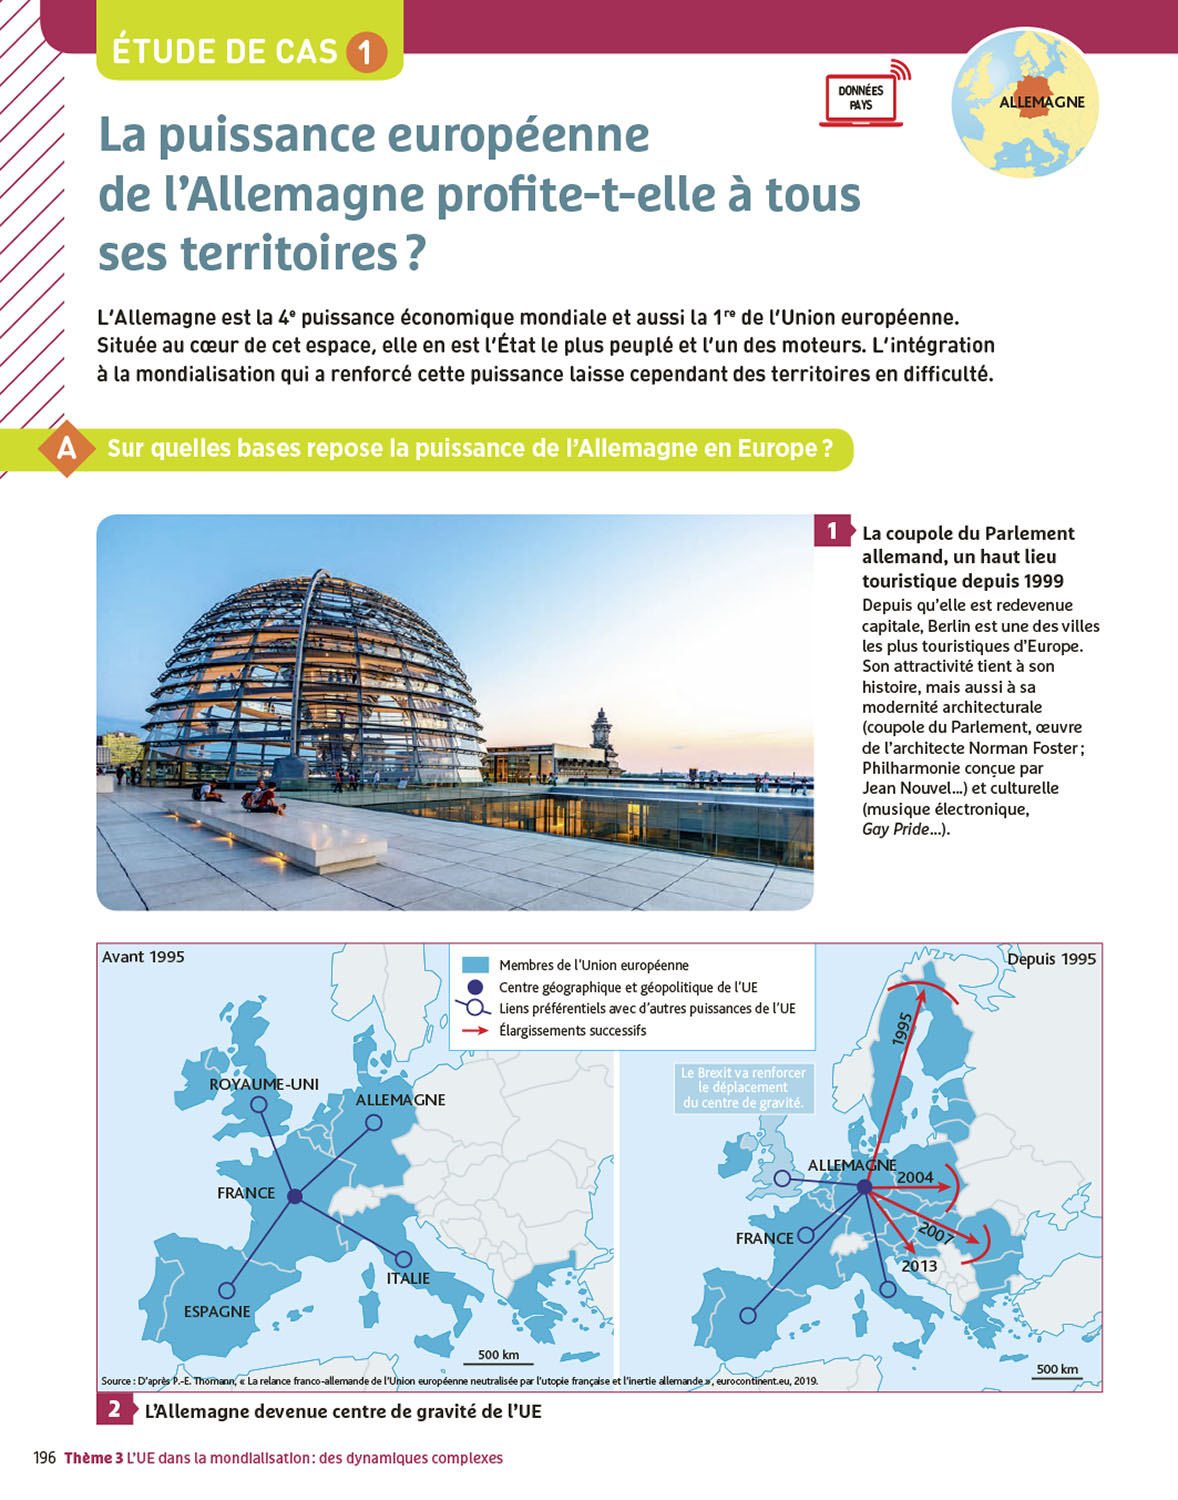 ÉTUDE DE CAS 1
DONNÉES
PAYS
ALLEMAGNE
La puissance européenne
de l'Allemagne profite-t-elle à tous
ses territoires ?
L'Allemagne est la 4e puissance économique mondiale et aussi la 1re de l'Union européenne.
Située au cœur de cet espace, elle en est l'État le plus peuplé et l'un des moteurs. L'intégration
à la mondialisation qui a renforcé cette puissance laisse cependant des territoires en difficulté.
A Sur quelles bases repose la puissance de l'Allemagne en Europe ?
1 La coupole du Parlement
allemand, un haut lieu
touristique depuis 1999
Depuis qu'elle est redevenue
capitale, Berlin est une des villes
les plus touristiques d'Europe.
Son attractivité tient à son
histoire, mais aussi à sa
modernité architecturale
(coupole du Parlement, œuvre
de l'architecte Norman Foster ;
Philharmonie conçue par
Jean Nouvel...) et culturelle
(musique électronique,
Gay Pride...).
Avant 1995
Membres de l'Union européenne
Centre géographique et géopolitique de l'UE
Liens préférentiels avec d'autres puissances de l'UE
Élargissements successifs
Depuis 1995
ROYAUME-UNI
ALLEMAGNE
FRANCE
ITALIE
ESPAGNE
500 km
Le Brexit va renforcer
le déplacement
du centre de gravité.
1995
ALLEMAGNE
2004
2007
FRANCE
2013
500 km
Source : D'après P.-E. Thomann, « La relance franco-allemande de l'Union européenne neutralisée par l'utopie française et l'inertie allemande », eurocontinent.eu, 2019.
2 L'Allemagne devenue centre de gravité de l'UE
196 Thème 3 L'UE dans la mondialisation : des dynamiques complexes